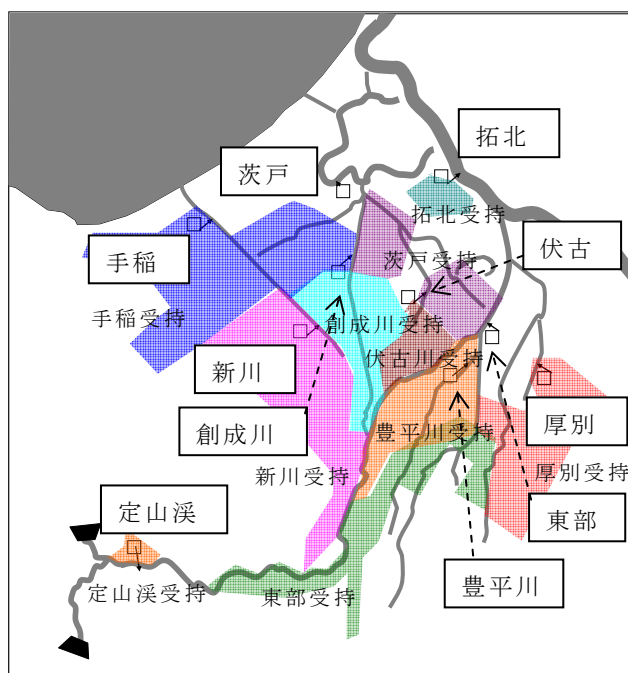 拓北
茨戸
拓北受持
伏古
手稲
茨戸受持
手稲受持
創成川受持
伏古川受持
新川
厚別
創成川
豊平川受持
新川受持
厚別受持
定山渓
東部
豊平川
定山渓受持
東部受持